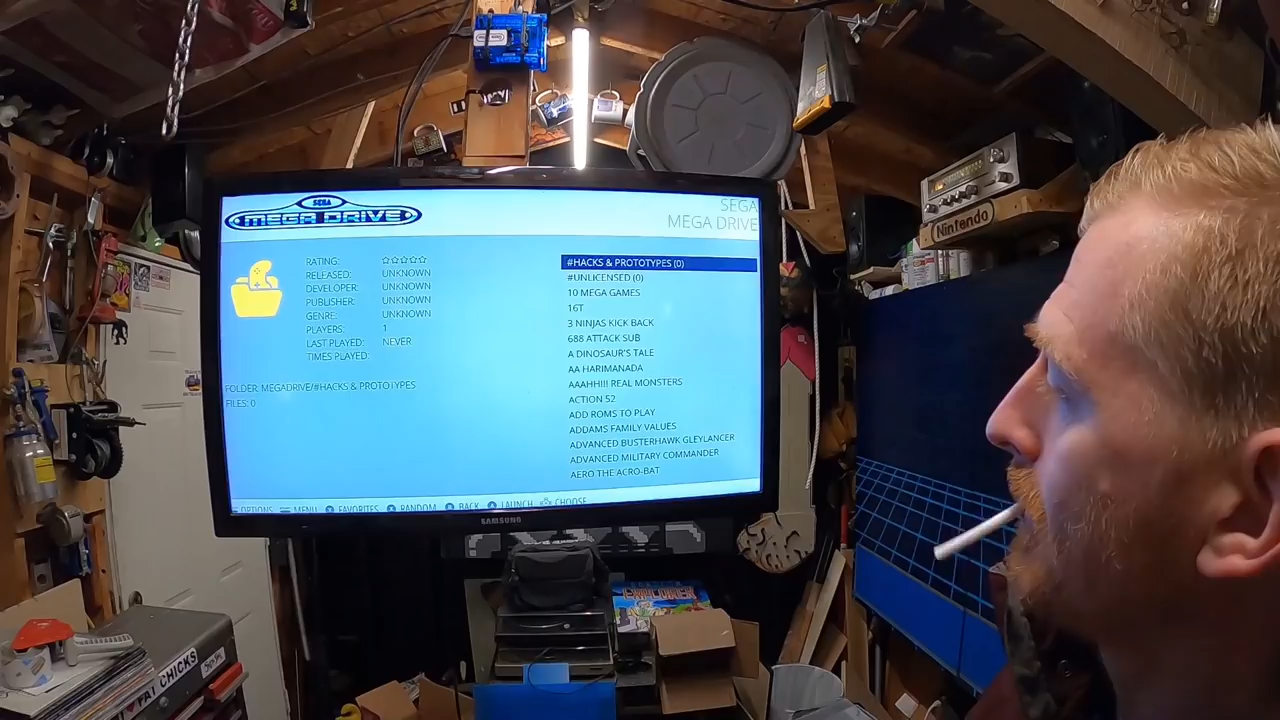 SEGA
MEGA DRIVE
SEGA
MEGA DRIVE
RATING:
RELEASED: UNKNOWN
DEVELOPER: UNKNOWN
PUBLISHER: UNKNOWN
GENRE: UNKNOWN
PLAYERS: 1
LAST PLAYED: NEVER
TIMES PLAYED:
FOLDER: MEGADRIVE/#HACKS & PROTOTYPES
FILES: 0
#HACKS & PROTOTYPES (0)
#UNLICENSED (0)
10 MEGA GAMES
16T
3 NINJAS KICK BACK
688 ATTACK SUB
A DINOSAUR'S TALE
AA HARIMANADA
AAAHH!!! REAL MONSTERS
ACTION 52
ADD ROMS TO PLAY
ADDAMS FAMILY VALUES
ADVANCED BUSTERHAWK GLEYLANCER
ADVANCED MILITARY COMMANDER
AERO THE ACRO-BAT
OPTIONS MENU FAVORITES RANDOM BACK LAUNCH CHOOSE
SAMSUNG
Nintendo
EXPLORER
FAT CHICKS